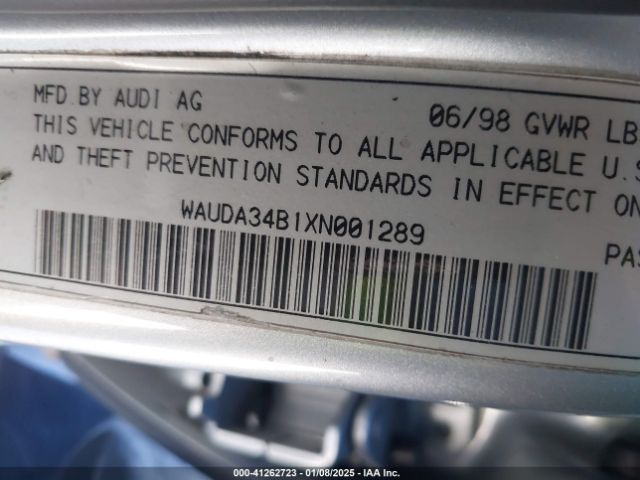 MFD.BY AUDI AG 06/98 GVWR LB
THIS VEHICLE CONFORMS TO ALL APPLICABLE U.S
AND THEFT PREVENTION STANDARDS IN EFFECT ON
WAUDA34B1XN001289
PAS
000-41262723 - 01/08/2025 - IAA Inc.